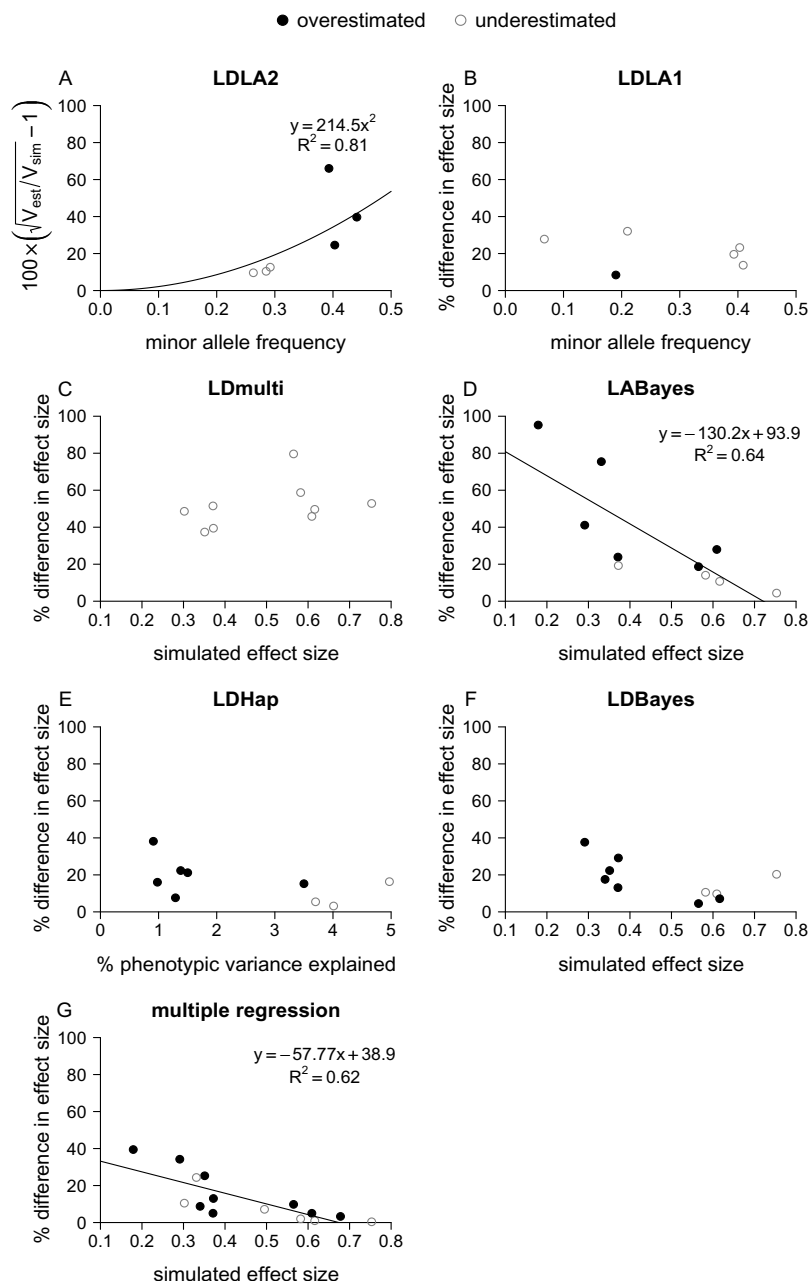 ● overestimated ○ underestimated
A LDLA2
100 × (√V_est/V_sim − 1)
y = 214.5x²
R² = 0.81
100
80
60
40
20
0
0.0 0.1 0.2 0.3 0.4 0.5
minor allele frequency
B LDLA1
% difference in effect size
100
80
60
40
20
0
0.0 0.1 0.2 0.3 0.4 0.5
minor allele frequency
C LDmulti
% difference in effect size
100
80
60
40
20
0
0.1 0.2 0.3 0.4 0.5 0.6 0.7 0.8
simulated effect size
D LABayes
% difference in effect size
y = −130.2x + 93.9
R² = 0.64
100
80
60
40
20
0
0.1 0.2 0.3 0.4 0.5 0.6 0.7 0.8
simulated effect size
E LDHap
% difference in effect size
100
80
60
40
20
0
0 1 2 3 4 5
% phenotypic variance explained
F LDBayes
% difference in effect size
100
80
60
40
20
0
0.1 0.2 0.3 0.4 0.5 0.6 0.7 0.8
simulated effect size
G multiple regression
% difference in effect size
y = −57.77x + 38.9
R² = 0.62
100
80
60
40
20
0
0.1 0.2 0.3 0.4 0.5 0.6 0.7 0.8
simulated effect size